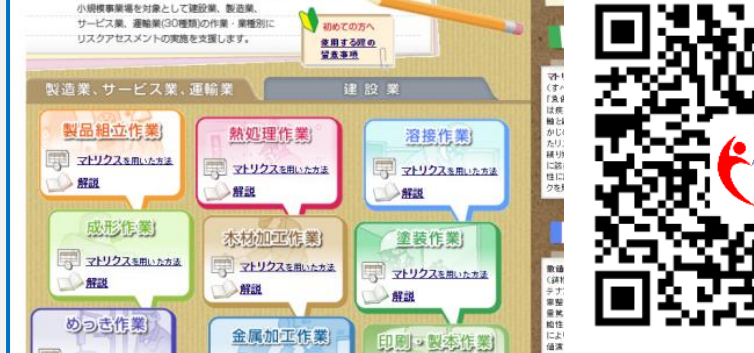 小規模事業場を対象として建設業、製造業、
サービス業、運輸業(30種類)の作業・業種別に
リスクアセスメントの実施を支援します。
初めての方へ
使用する際の
留意事項
製造業、サービス業、運輸業
建設業
製品組立作業
マトリクスを用いた方法
解説
熱処理作業
マトリクスを用いた方法
解説
溶接作業
マトリクスを用いた方法
解説
成形作業
マトリクスを用いた方法
解説
木材加工作業
マトリクスを用いた方法
解説
塗装作業
マトリクスを用いた方法
解説
めっき作業
金属加工作業
印刷・製本作業